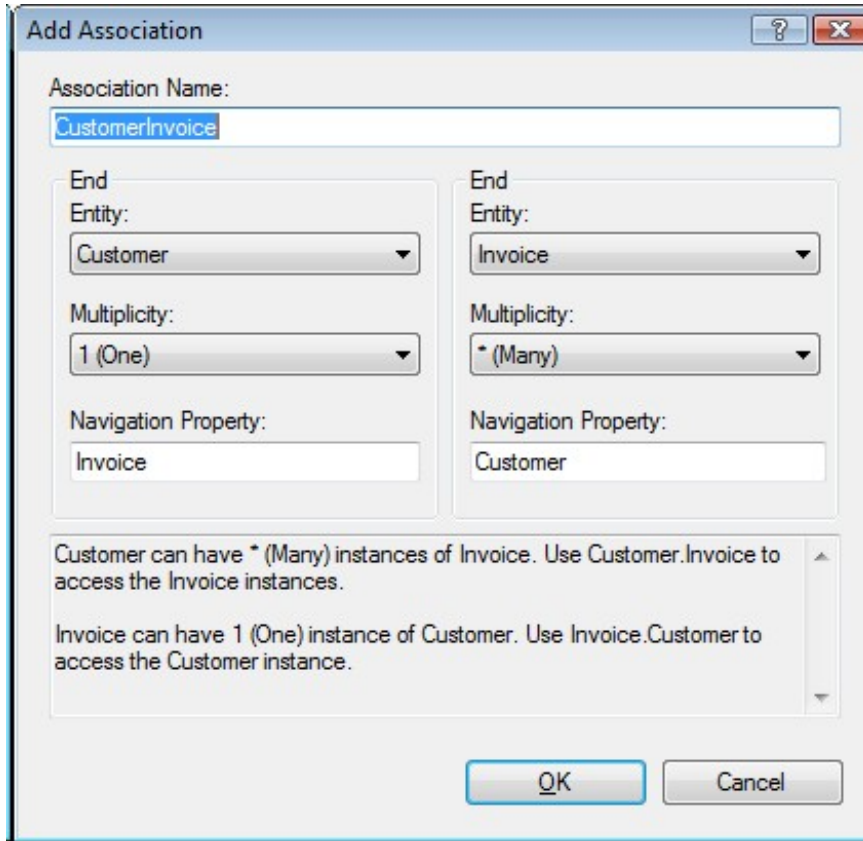 Add Association
?
Association Name:
CustomerInvoice
End
Entity:
Customer
Multiplicity:
1 (One)
Navigation Property:
Invoice
End
Entity:
Invoice
Multiplicity:
* (Many)
Navigation Property:
Customer
Customer can have * (Many) instances of Invoice. Use Customer.Invoice to
access the Invoice instances.
Invoice can have 1 (One) instance of Customer. Use Invoice.Customer to
access the Customer instance.
OK
Cancel